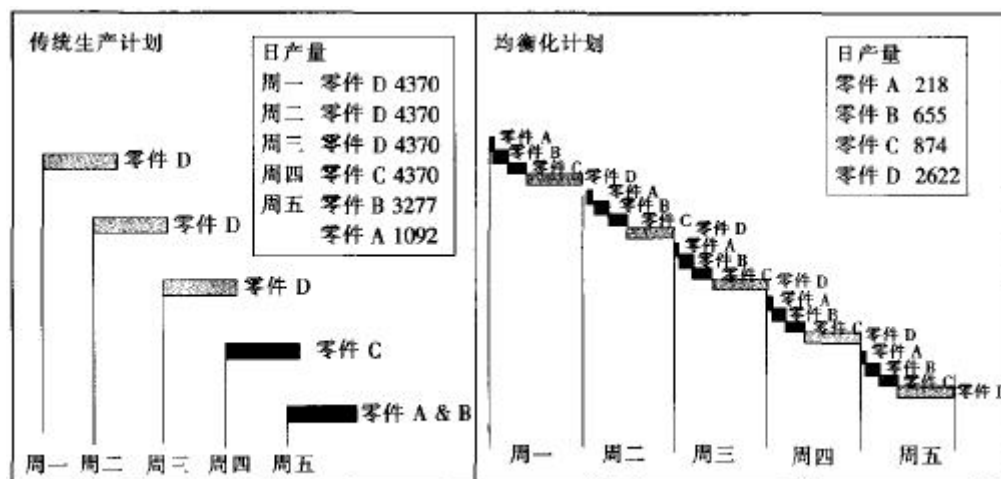 传统生产计划
日产量
周一 零件 D 4370
周二 零件 D 4370
周三 零件 D 4370
周四 零件 C 4370
周五 零件 B 3277
零件 A 1092
零件 D
零件 D
零件 D
零件 C
零件 A & B
周一 周二 周三 周四 周五
均衡化计划
日产量
零件 A 218
零件 B 655
零件 C 874
零件 D 2622
零件 A
零件 B
零件 C
零件 D
零件 A
零件 B
零件 C
零件 D
零件 A
零件 B
零件 C
零件 D
零件 A
零件 B
零件 C
零件 D
零件 A
零件 B
零件 C
零件 D
周一 周二 周三 周四 周五